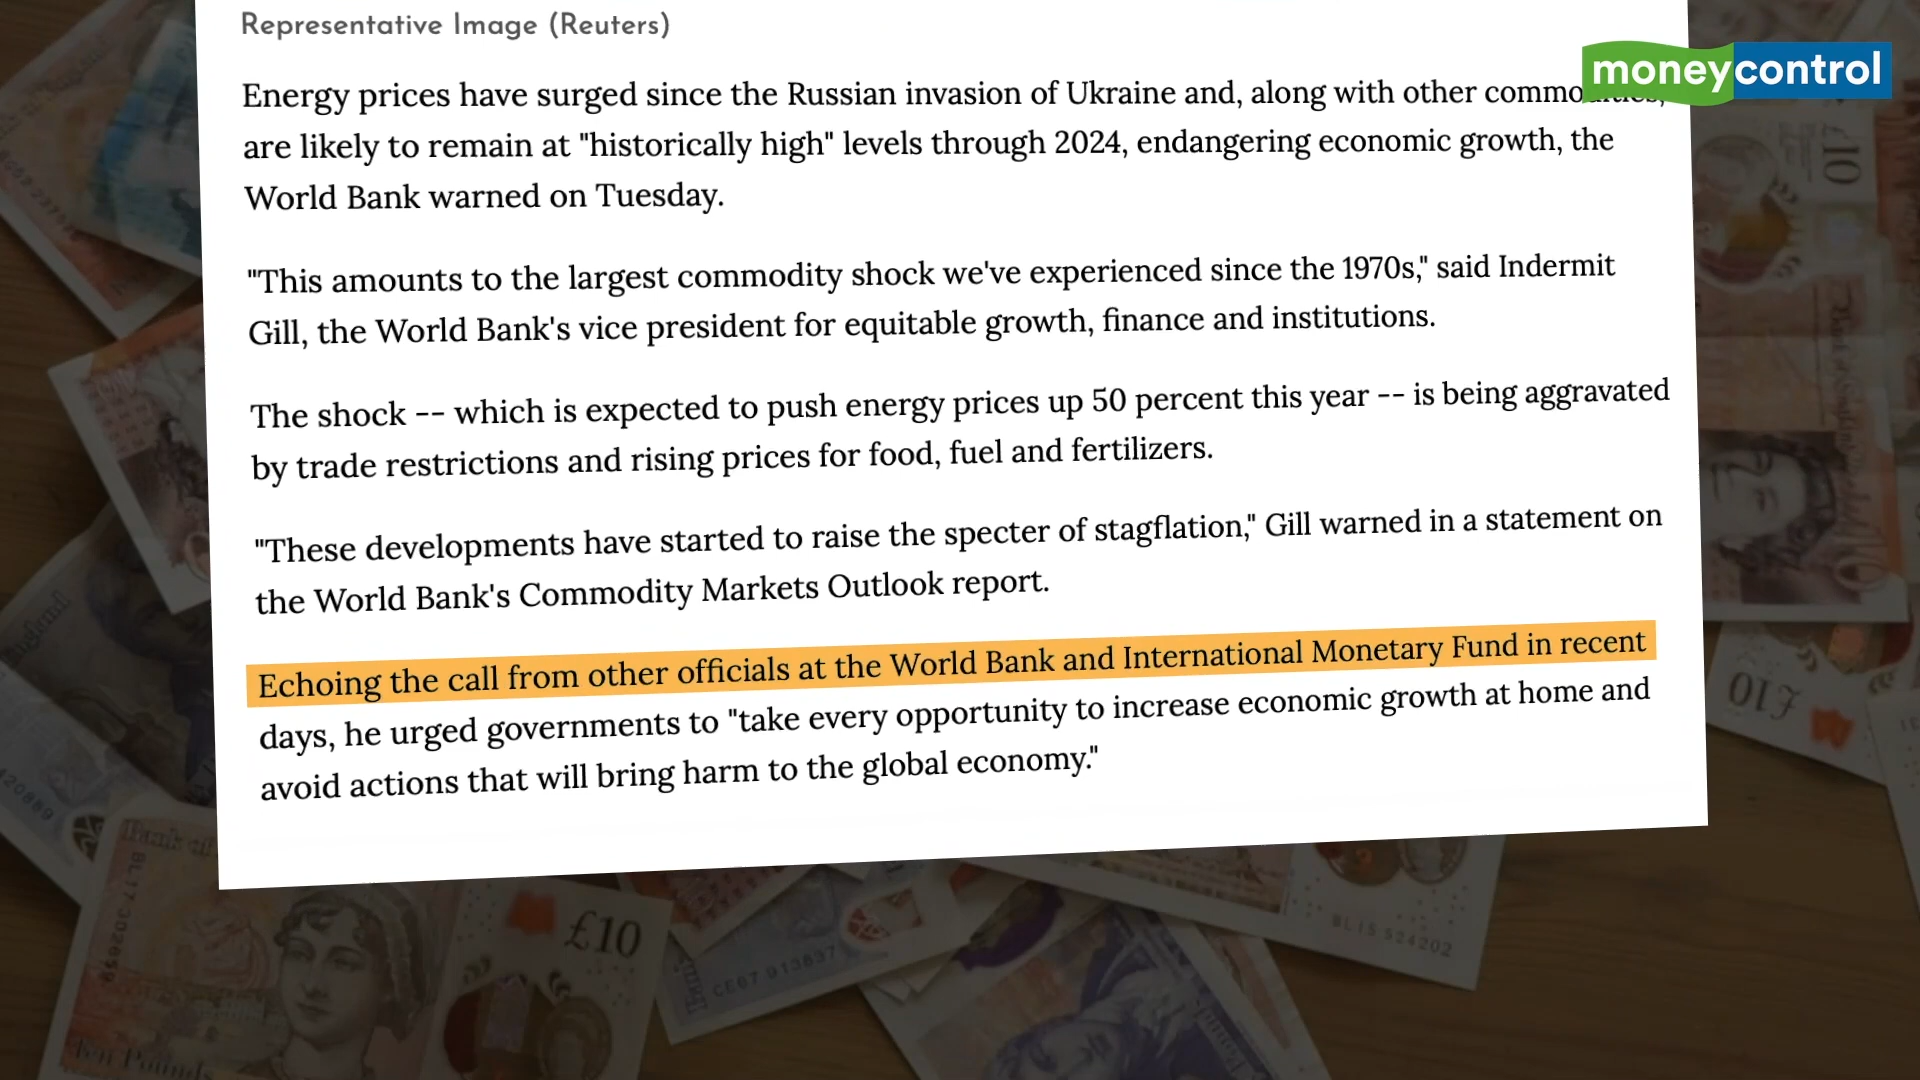 Representative Image (Reuters)
moneycontrol
Energy prices have surged since the Russian invasion of Ukraine and, along with other
are likely to remain at "historically high" levels through 2024, endangering economic growth, the
World Bank warned on Tuesday.
"This amounts to the largest commodity shock we've experienced since the 1970s," said Indermit
Gill, the World Bank's vice president for equitable growth, finance and institutions.
The shock -- which is expected to push energy prices up 50 percent this year -- is being aggravated
by trade restrictions and rising prices for food, fuel and fertilizers.
"These developments have started to raise the specter of stagflation," Gill warned in a statement on
the World Bank's Commodity Markets Outlook report.
Echoing the call from other officials at the World Bank and International Monetary Fund in recent
days, he urged governments to "take every opportunity to increase economic growth at home and
avoid actions that will bring harm to the global economy."
£10
£10
£10
Bank of